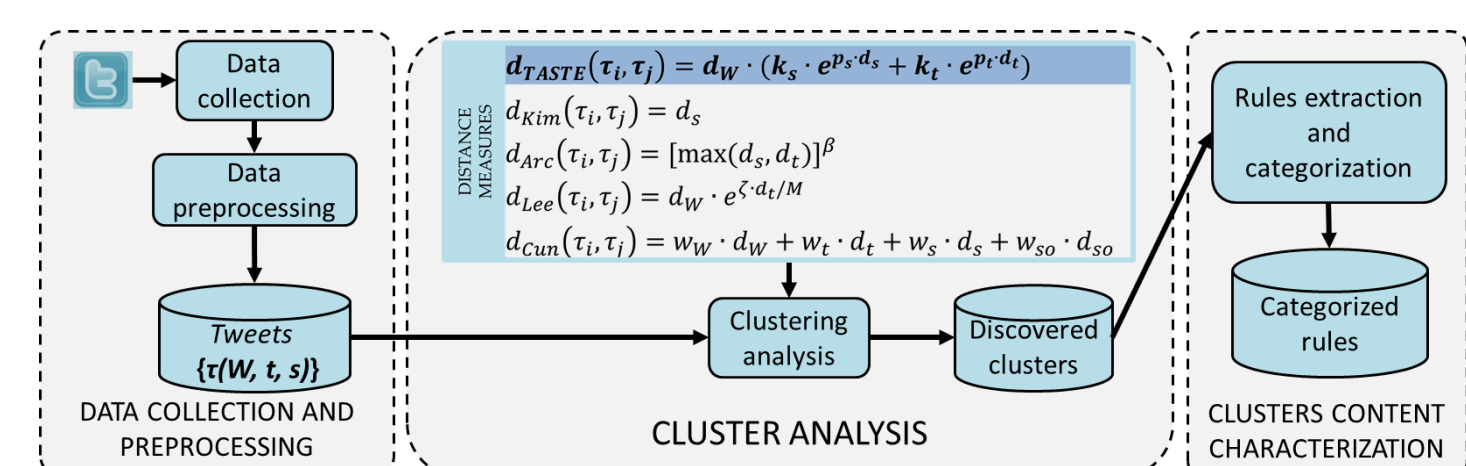 Data
collection
Data
preprocessing
Tweets
{τ(W, t, s)}
DATA COLLECTION AND
PREPROCESSING
DISTANCE
MEASURES
d_TASTE(τ_i, τ_j) = d_W · (k_s · e^{p_s·d_s} + k_t · e^{p_t·d_t})
d_Kim(τ_i, τ_j) = d_s
d_Arc(τ_i, τ_j) = [max(d_s, d_t)]^β
d_Lee(τ_i, τ_j) = d_W · e^{ζ·d_t/M}
d_Cun(τ_i, τ_j) = w_W · d_W + w_t · d_t + w_s · d_s + w_so · d_so
Clustering
analysis
Discovered
clusters
CLUSTER ANALYSIS
Rules extraction
and
categorization
Categorized
rules
CLUSTERS CONTENT
CHARACTERIZATION